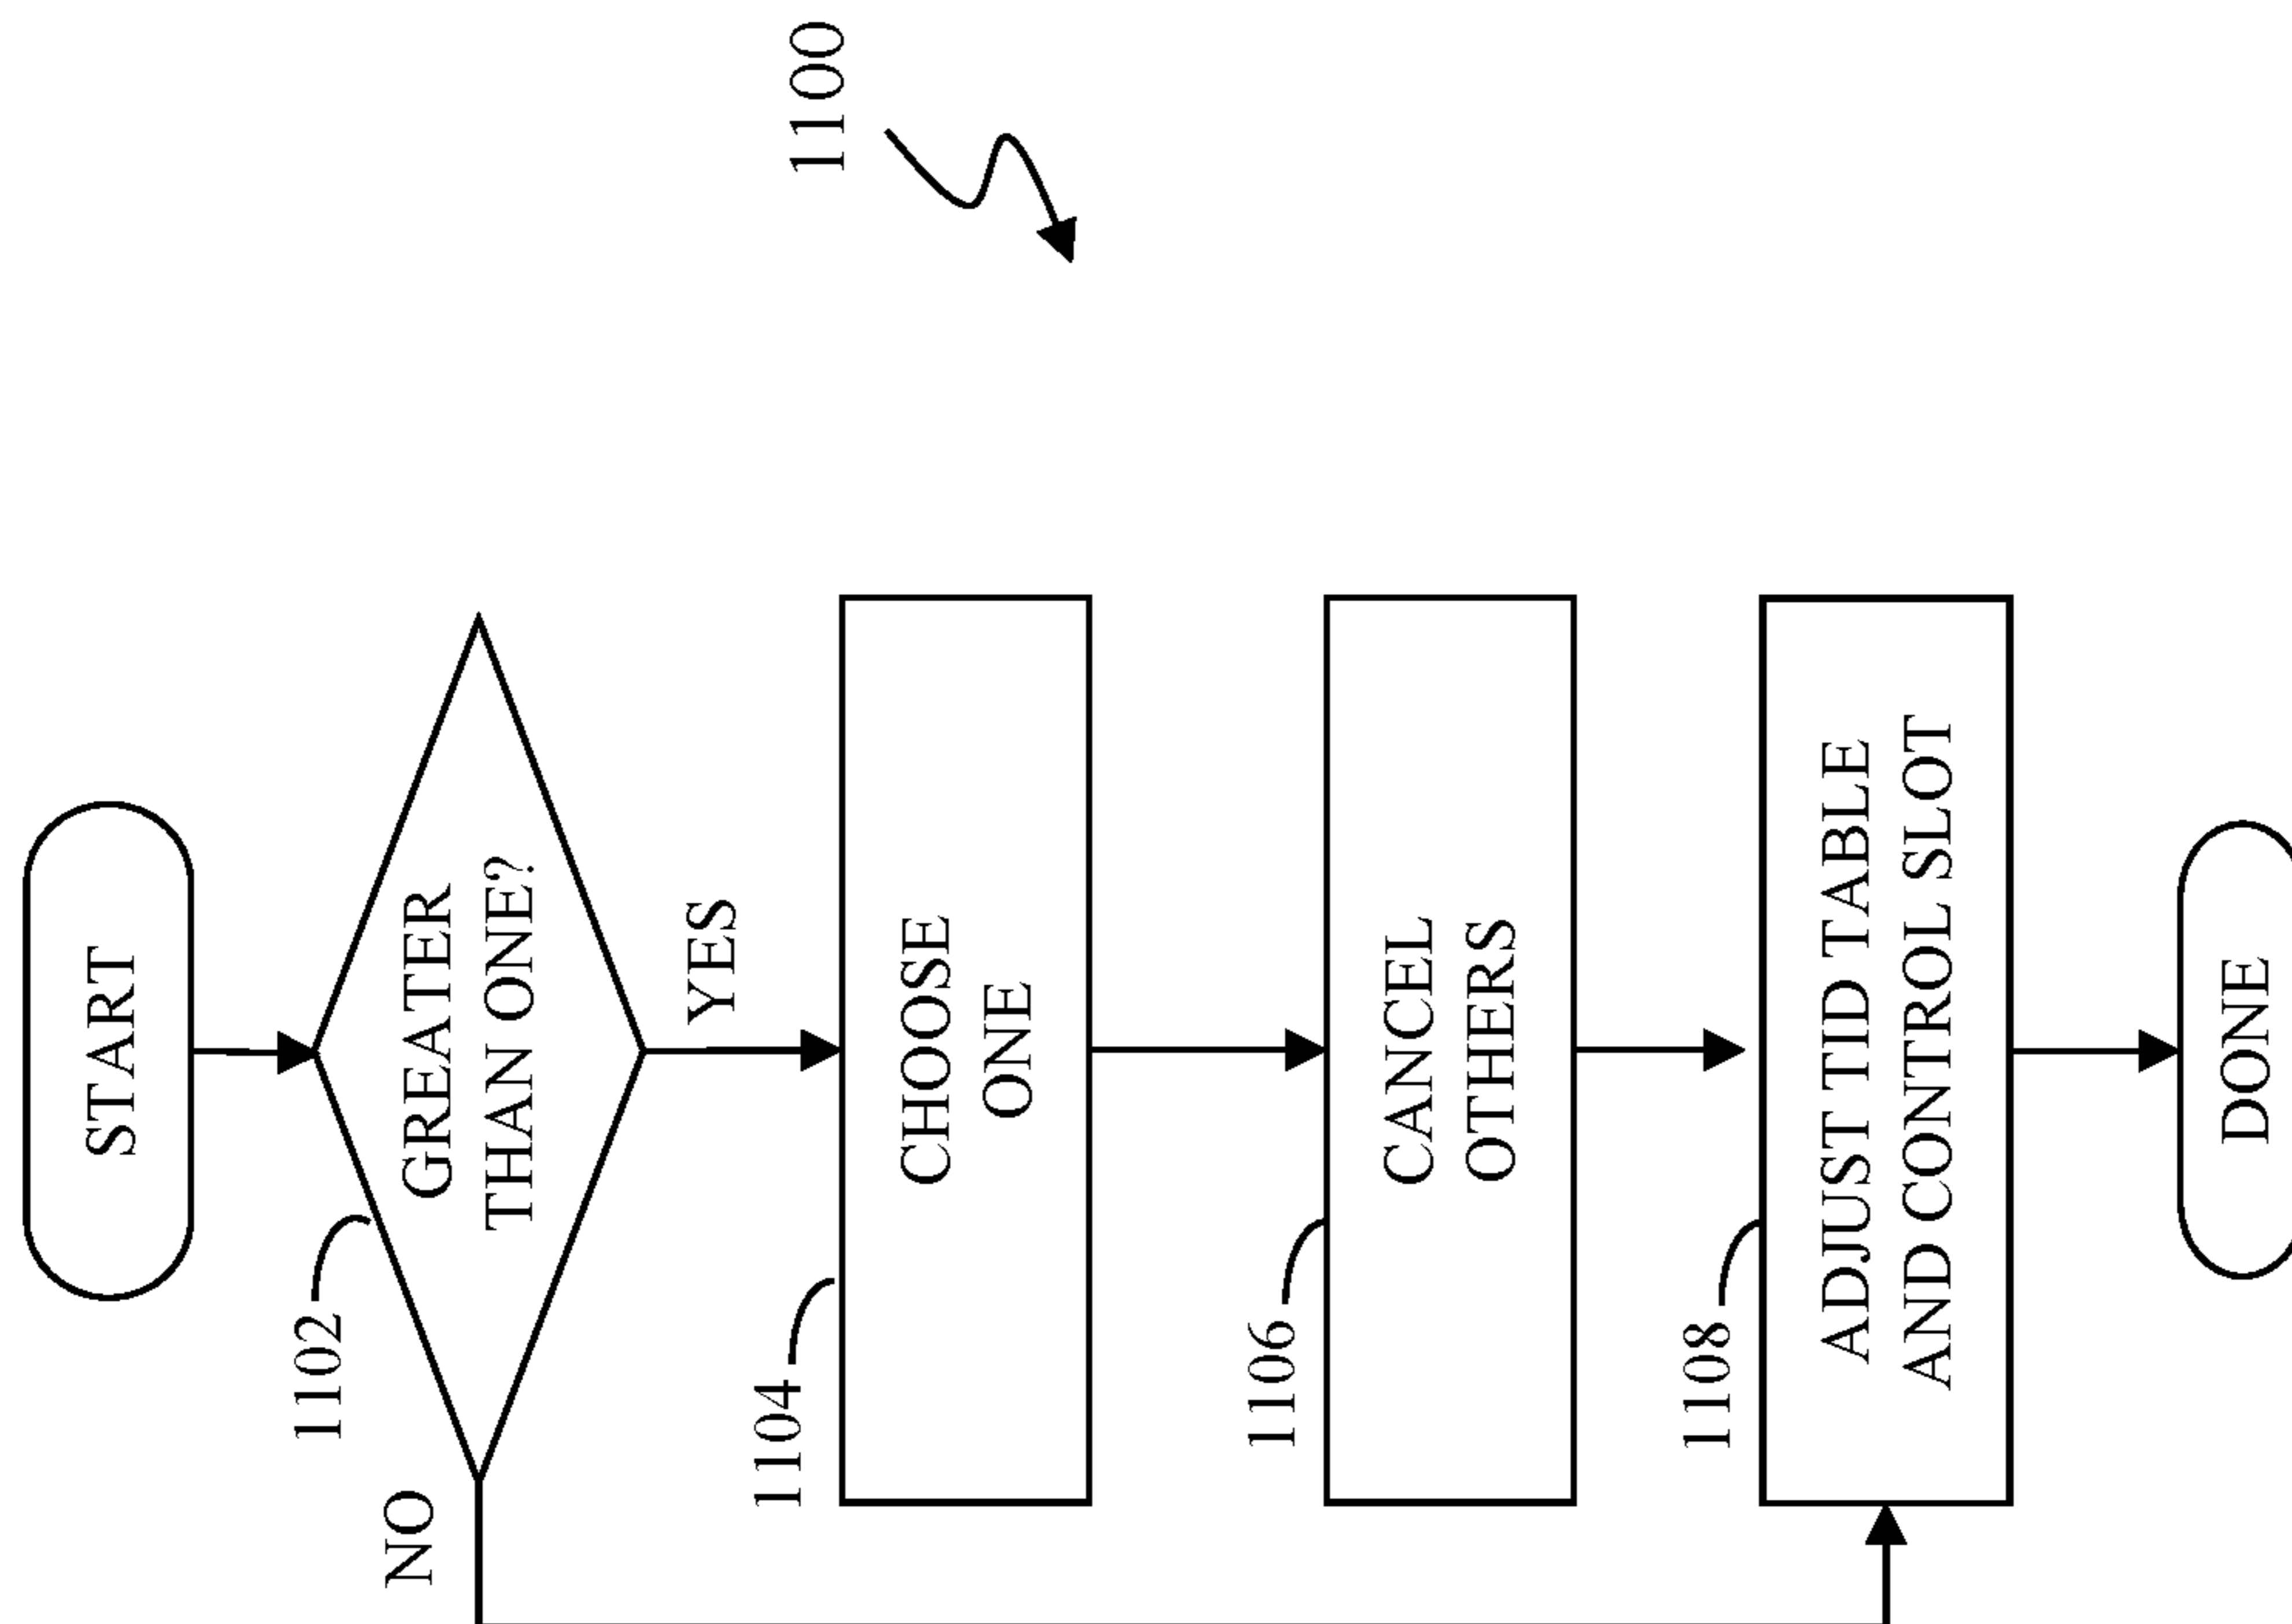 1100
START
1102
GREATER
THAN ONE?
NO
YES
1104
CHOOSE
ONE
1106
CANCEL
OTHERS
1108
ADJUST TID TABLE
AND CONTROL SLOT
DONE